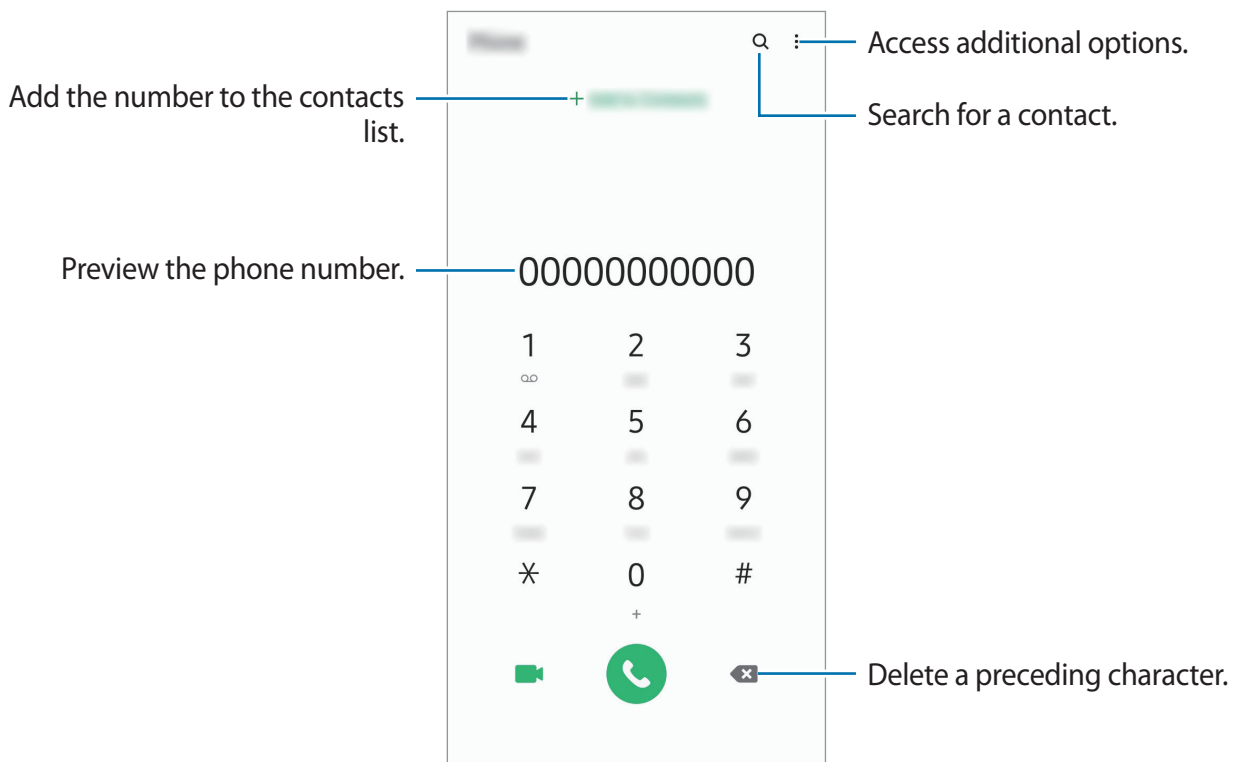 Access additional options.
Add the number to the contacts
list.
Search for a contact.
Preview the phone number.
00000000000
1 2 3
4 5 6
7 8 9
* 0 #
+
Delete a preceding character.